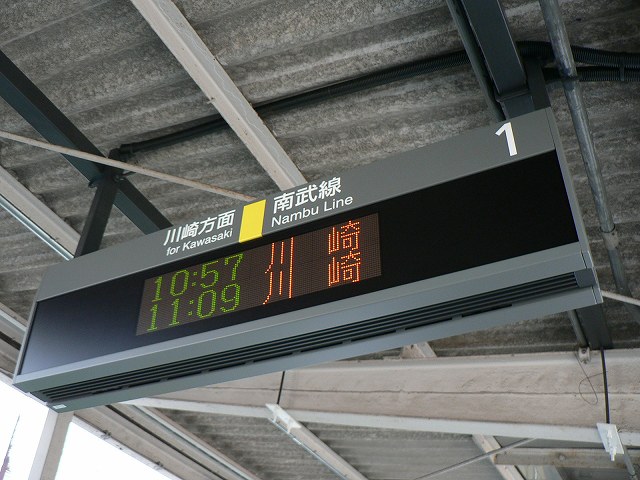 川崎方面
for Kawasaki
南武線
Nambu Line
1
10:57 川崎
11:09 川崎